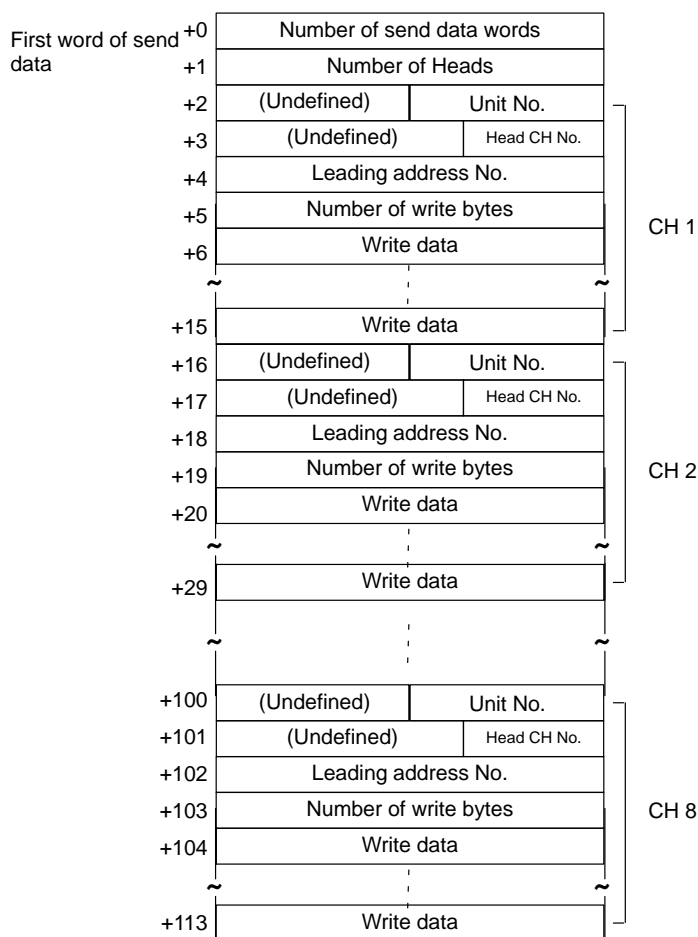 First word of send data
+0 Number of send data words
+1 Number of Heads
+2 (Undefined) Unit No.
+3 (Undefined) Head CH No.
+4 Leading address No.
+5 Number of write bytes
+6 Write data
CH 1
~ ~
+15 Write data
+16 (Undefined) Unit No.
+17 (Undefined) Head CH No.
+18 Leading address No.
+19 Number of write bytes
CH 2
+20 Write data
~ ~
+29 Write data
~ ~
+100 (Undefined) Unit No.
+101 (Undefined) Head CH No.
+102 Leading address No.
+103 Number of write bytes
CH 8
+104 Write data
~ ~
+113 Write data